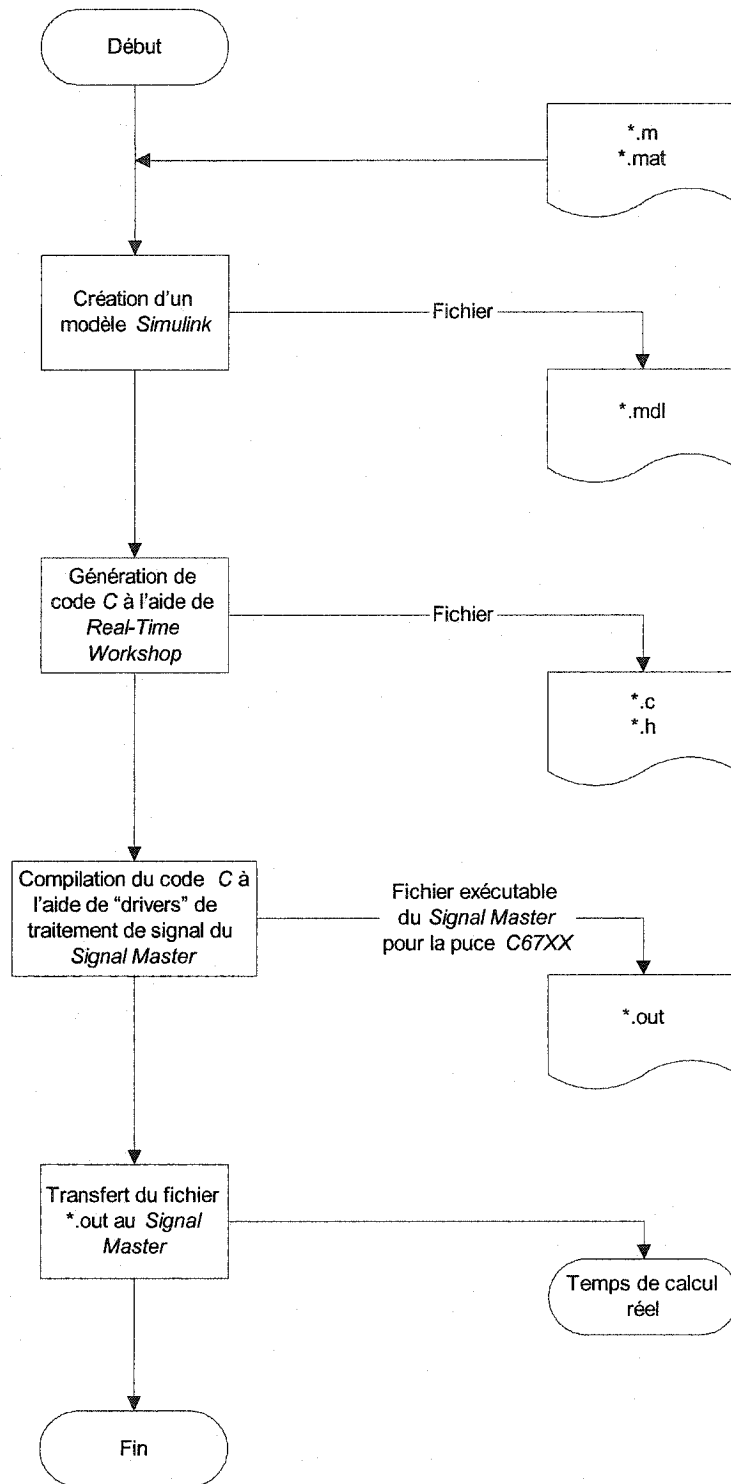 Début
*.m
*.mat
Création d'un
modèle Simulink
Fichier
*.mdl
Génération de
code C à l'aide de
Real-Time
Workshop
Fichier
*.c
*.h
Compilation du code C à
l'aide de "drivers" de
traitement de signal du
Signal Master
Fichier exécutable
du Signal Master
pour la puce C67XX
*.out
Transfert du fichier
*.out au Signal
Master
Temps de calcul
réel
Fin